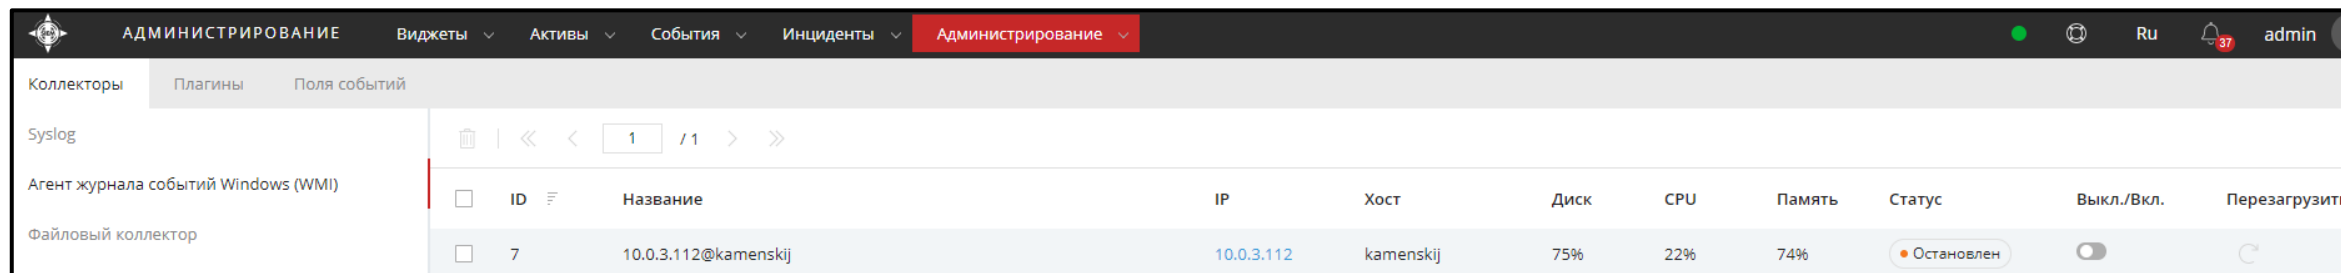 АДМИНИСТРИРОВАНИЕ Виджеты Активы События Инциденты Администрирование Ru 37 admin
Коллекторы Плагины Поля событий
Syslog
1 / 1
Агент журнала событий Windows (WMI)
ID Название IP Хост Диск CPU Память Статус Выкл./Вкл. Перезагрузить
Файловый коллектор
7 10.0.3.112@kamenskij 10.0.3.112 kamenskij 75% 22% 74% Остановлен